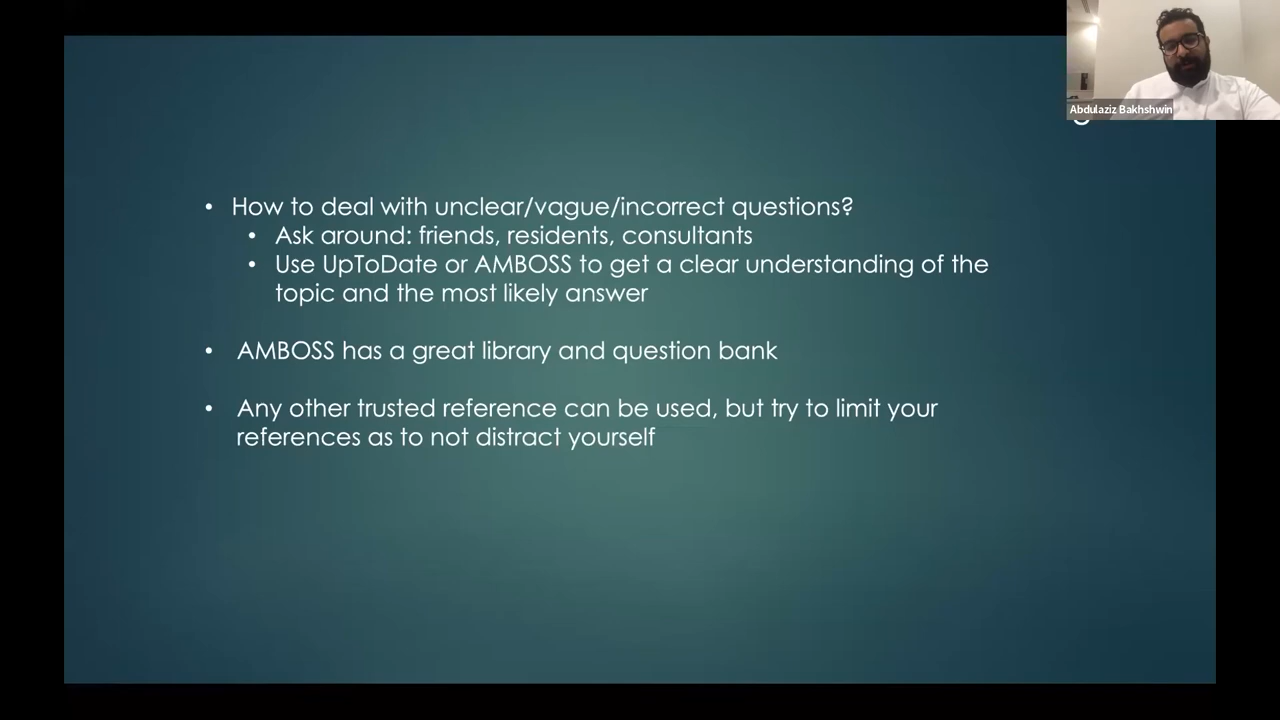 Abdulaziz Bakhshwin
• How to deal with unclear/vague/incorrect questions?
• Ask around: friends, residents, consultants
• Use UpToDate or AMBOSS to get a clear understanding of the
topic and the most likely answer
• AMBOSS has a great library and question bank
• Any other trusted reference can be used, but try to limit your
references as to not distract yourself